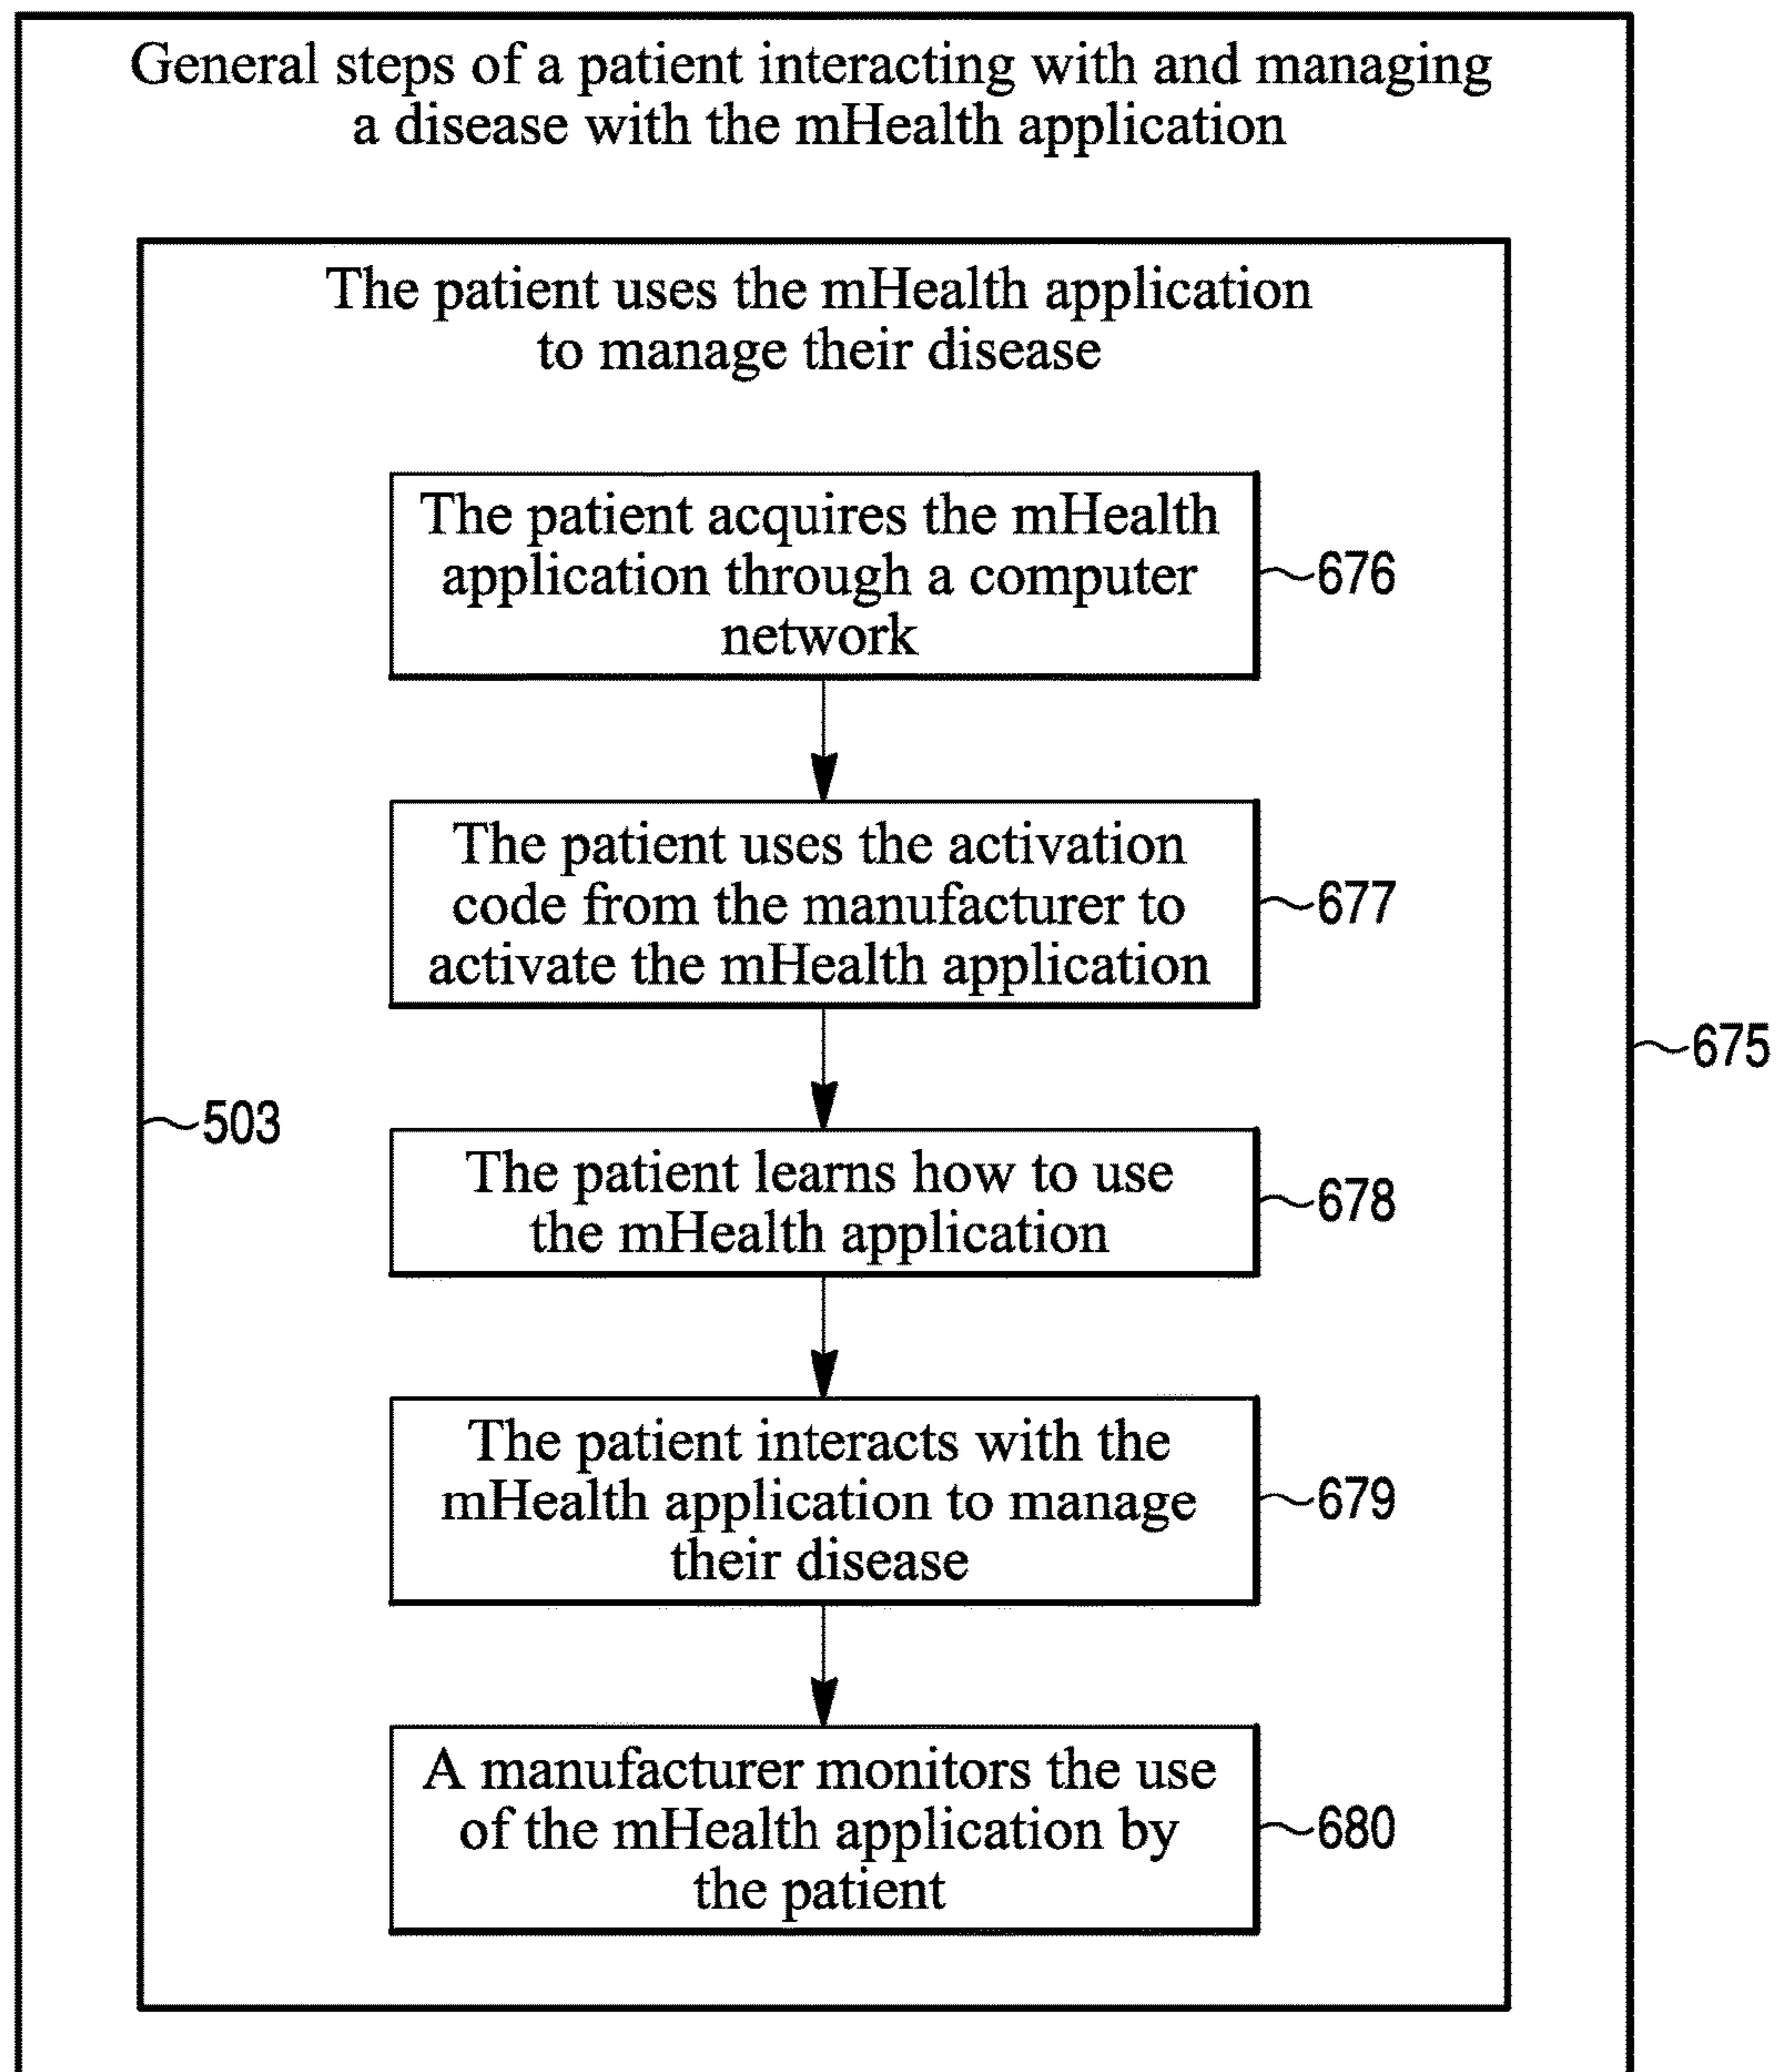 General steps of a patient interacting with and managing
a disease with the mHealth application
The patient uses the mHealth application
to manage their disease
The patient acquires the mHealth
application through a computer
network
676
The patient uses the activation
code from the manufacturer to
activate the mHealth application
677
675
503
The patient learns how to use
the mHealth application
678
The patient interacts with the
mHealth application to manage
their disease
679
A manufacturer monitors the use
of the mHealth application by
the patient
680